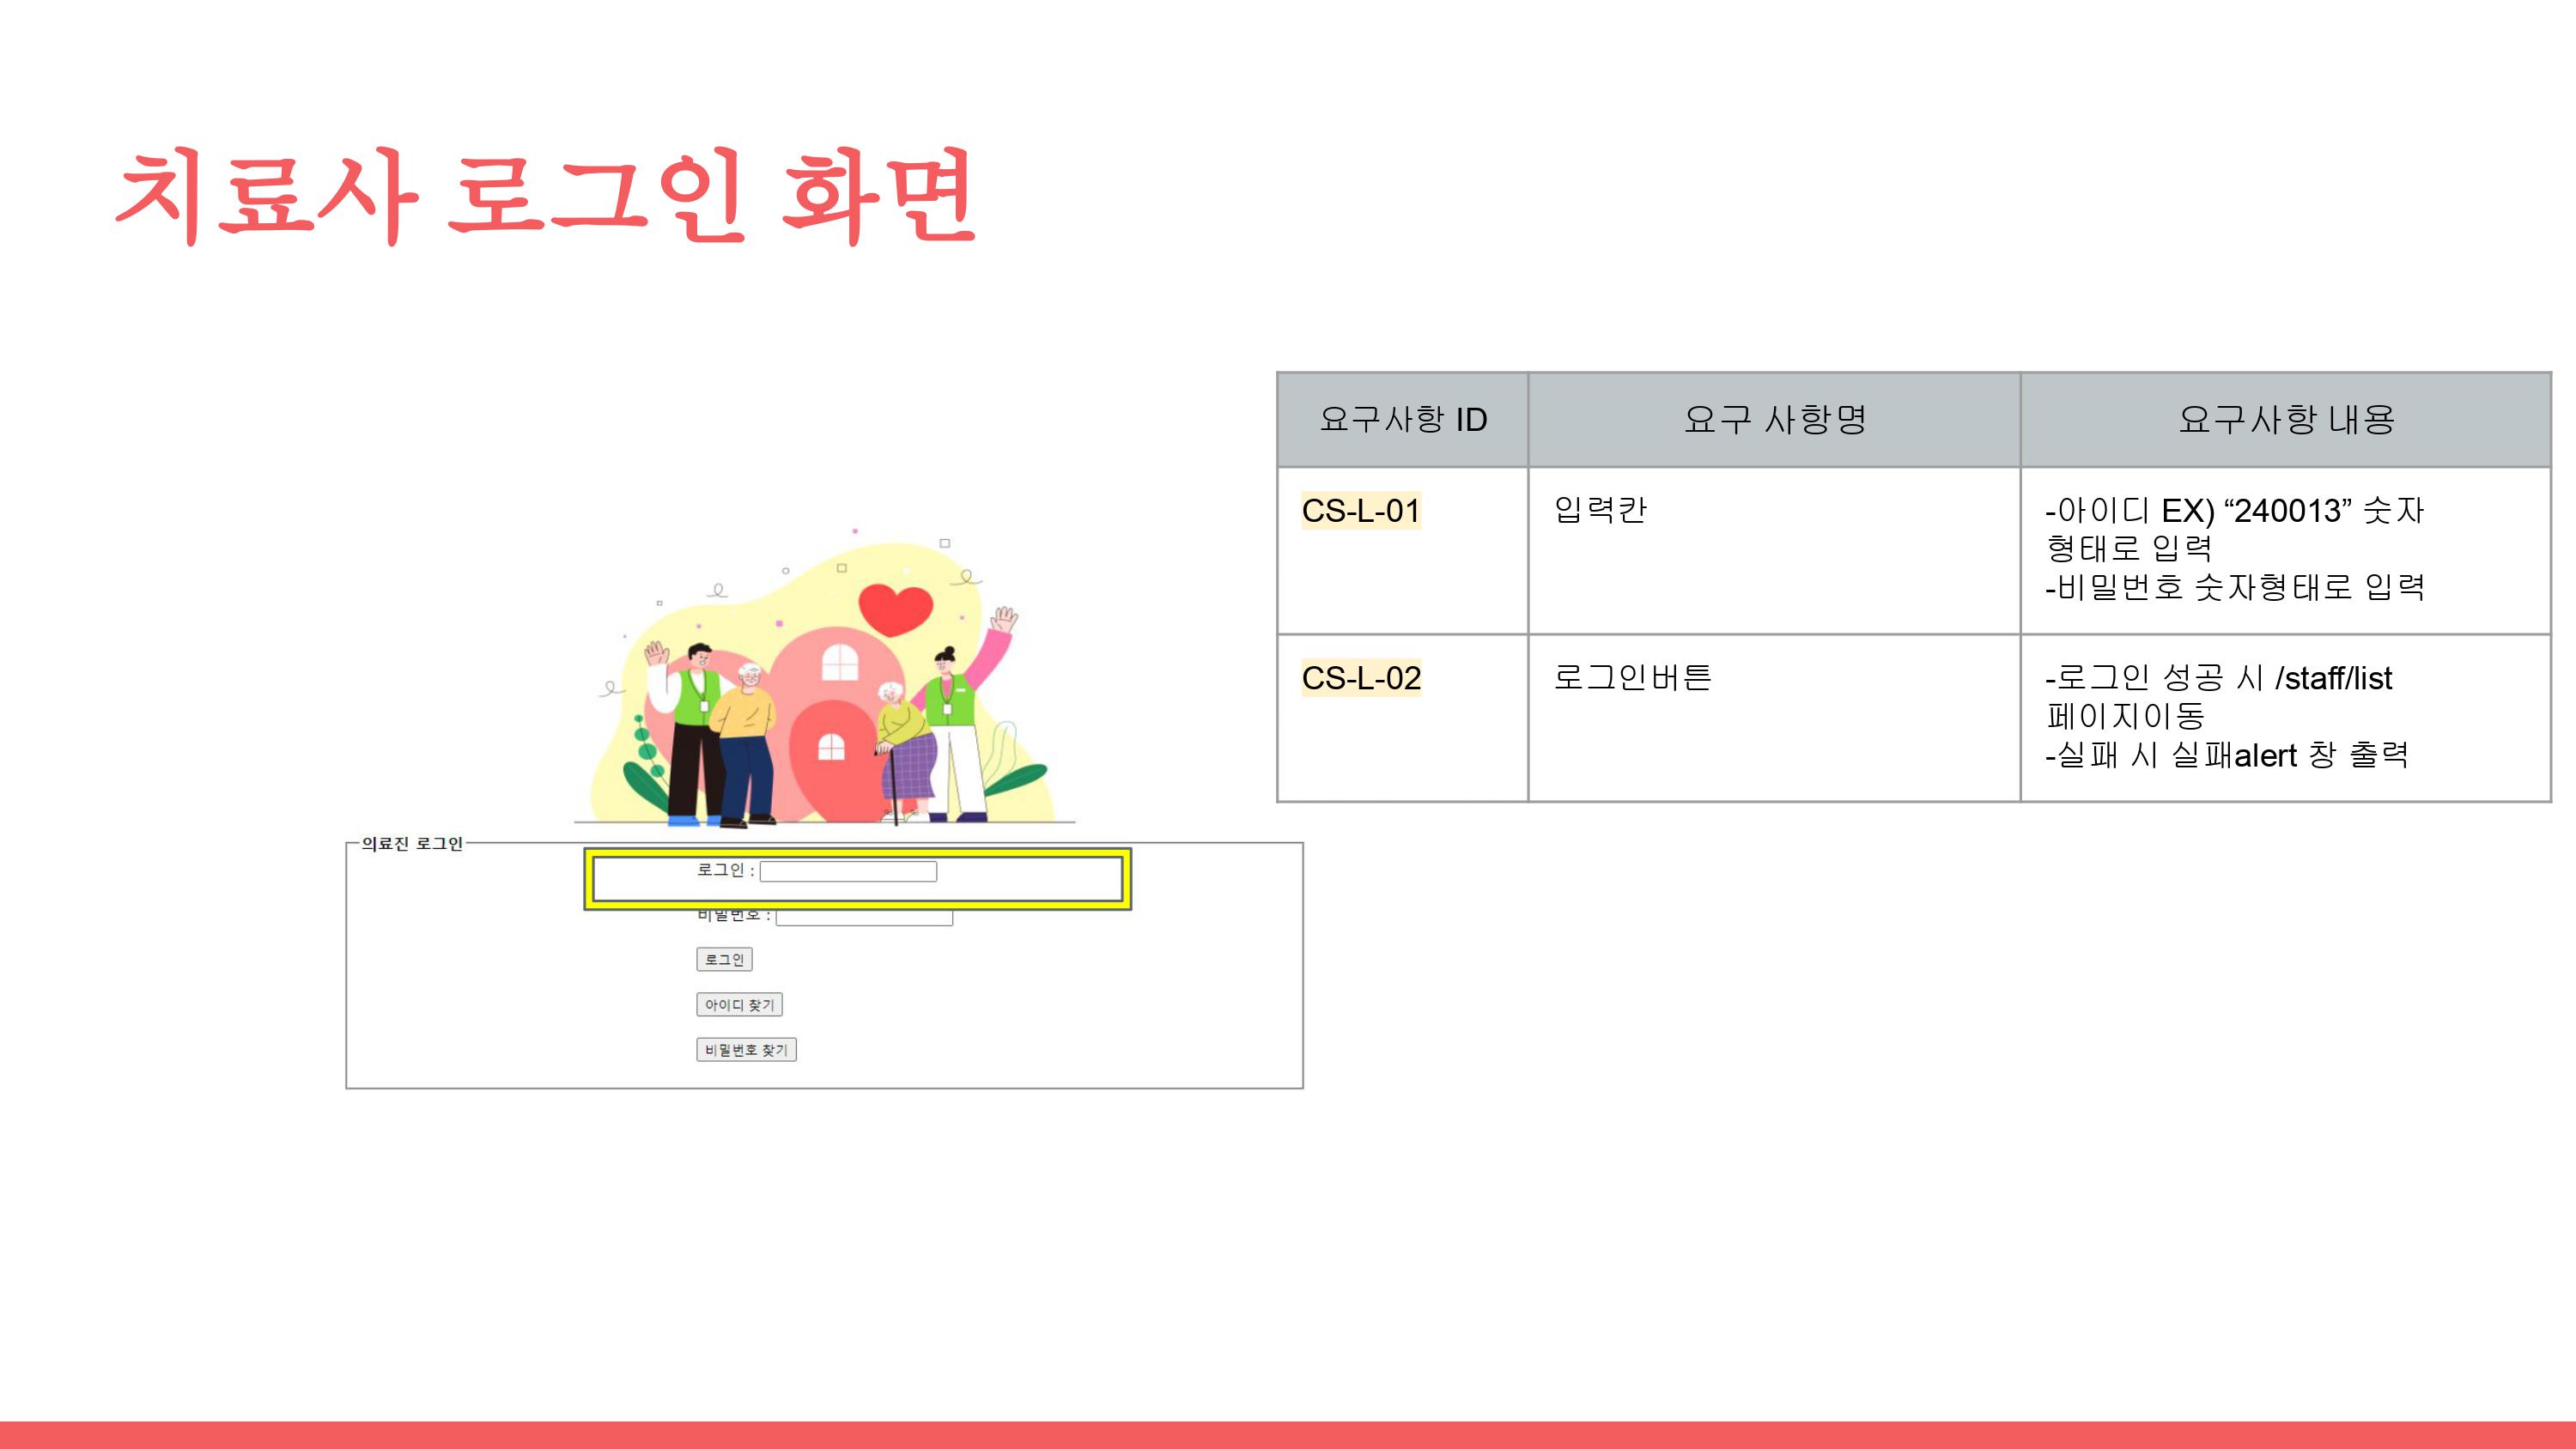 치료사 로그인 화면
요구사항 ID
요구 사항명
요구사항 내용
CS-L-01
입력칸
-아이디 EX) “240013” 숫자
형태로 입력
-비밀번호 숫자형태로 입력
CS-L-02
로그인버튼
-로그인 성공 시 /staff/list
페이지이동
-실패 시 실패alert 창 출력
의료진 로그인
로그인 :
비밀번호 :
로그인
아이디 찾기
비밀번호 찾기